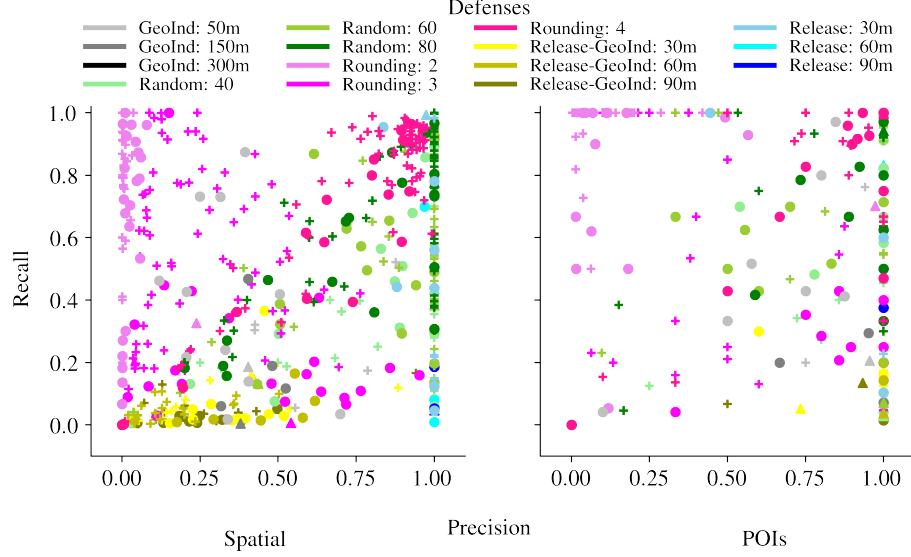 Defenses
GeoInd: 50m
GeoInd: 150m
GeoInd: 300m
Random: 40
Random: 60
Random: 80
Rounding: 2
Rounding: 3
Rounding: 4
Release-GeoInd: 30m
Release-GeoInd: 60m
Release-GeoInd: 90m
Release: 30m
Release: 60m
Release: 90m
Recall
1.0
0.8
0.6
0.4
0.2
0.0
0.00 0.25 0.50 0.75 1.00
0.00 0.25 0.50 0.75 1.00
Precision
Spatial
POIs